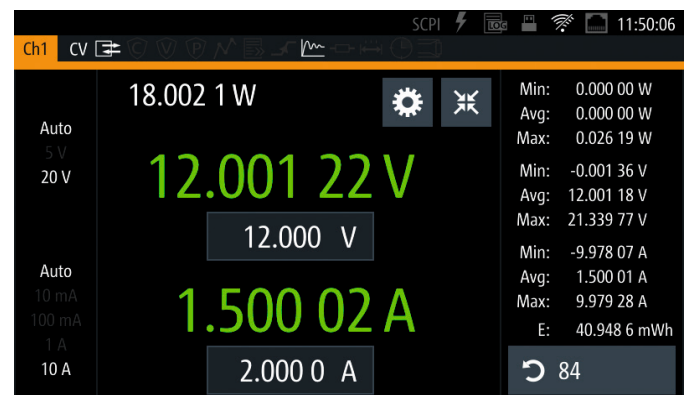 SCPI LOG 11:50:06
Ch1 CV C V P
18.002 1 W
Auto
5 V
20 V
12.001 22 V
12.000 V
Auto
10 mA
100 mA
1 A
10 A
1.500 02 A
2.000 0 A
Min: 0.000 00 W
Avg: 0.000 00 W
Max: 0.026 19 W
Min: -0.001 36 V
Avg: 12.001 18 V
Max: 21.339 77 V
Min: -9.978 07 A
Avg: 1.500 01 A
Max: 9.979 28 A
E: 40.948 6 mWh
84